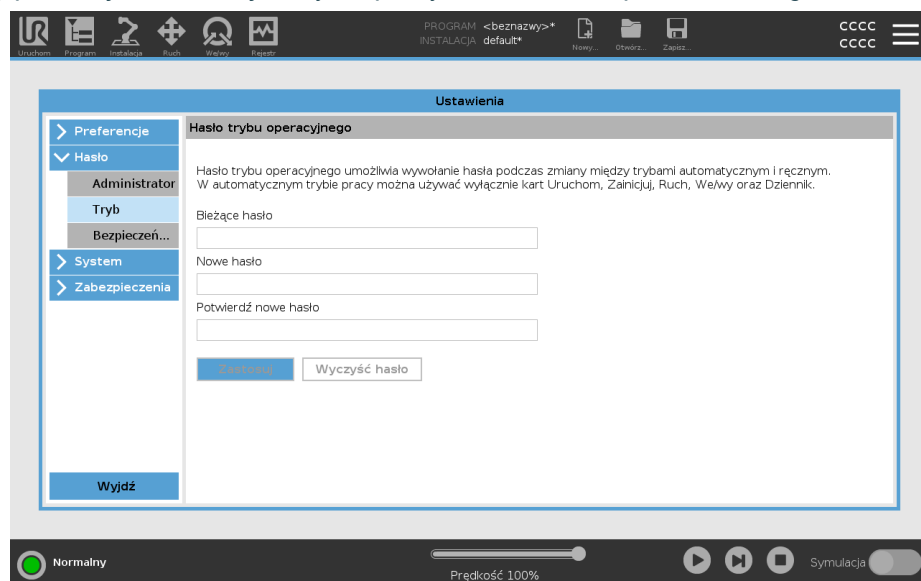 PROGRAM <beznazwy>*
INSTALACJA default*
CCCC
CCCC
Uruchom Program Instalacja Ruch We/wy Rejestr Nowy... Otwórz... Zapisz...
Ustawienia
Preferencje
Hasło
Administrator
Tryb
Bezpieczeń...
System
Zabezpieczenia
Wyjdź
Hasło trybu operacyjnego
Hasło trybu operacyjnego umożliwia wywołanie hasła podczas zmiany między trybami automatycznym i ręcznym.
W automatycznym trybie pracy można używać wyłącznie kart Uruchom, Zainicjuj, Ruch, We/wy oraz Dziennik.
Bieżące hasło
Nowe hasło
Potwierdź nowe hasło
Zastosuj Wyczyść hasło
Normalny
Prędkość 100%
Symulacja